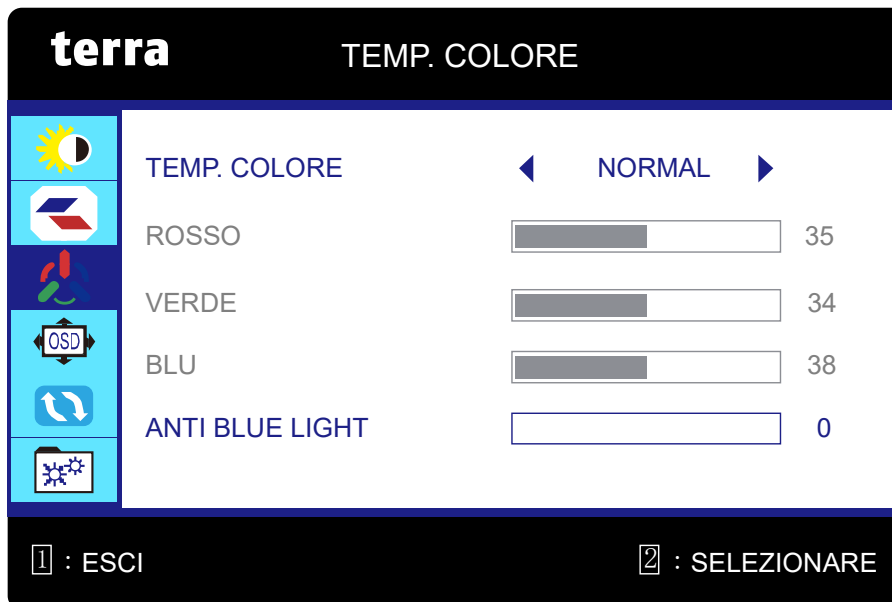 terra TEMP. COLORE
TEMP. COLORE NORMAL
ROSSO 35
VERDE 34
OSD
BLU 38
ANTI BLUE LIGHT 0
1 : ESCI 2 : SELEZIONARE